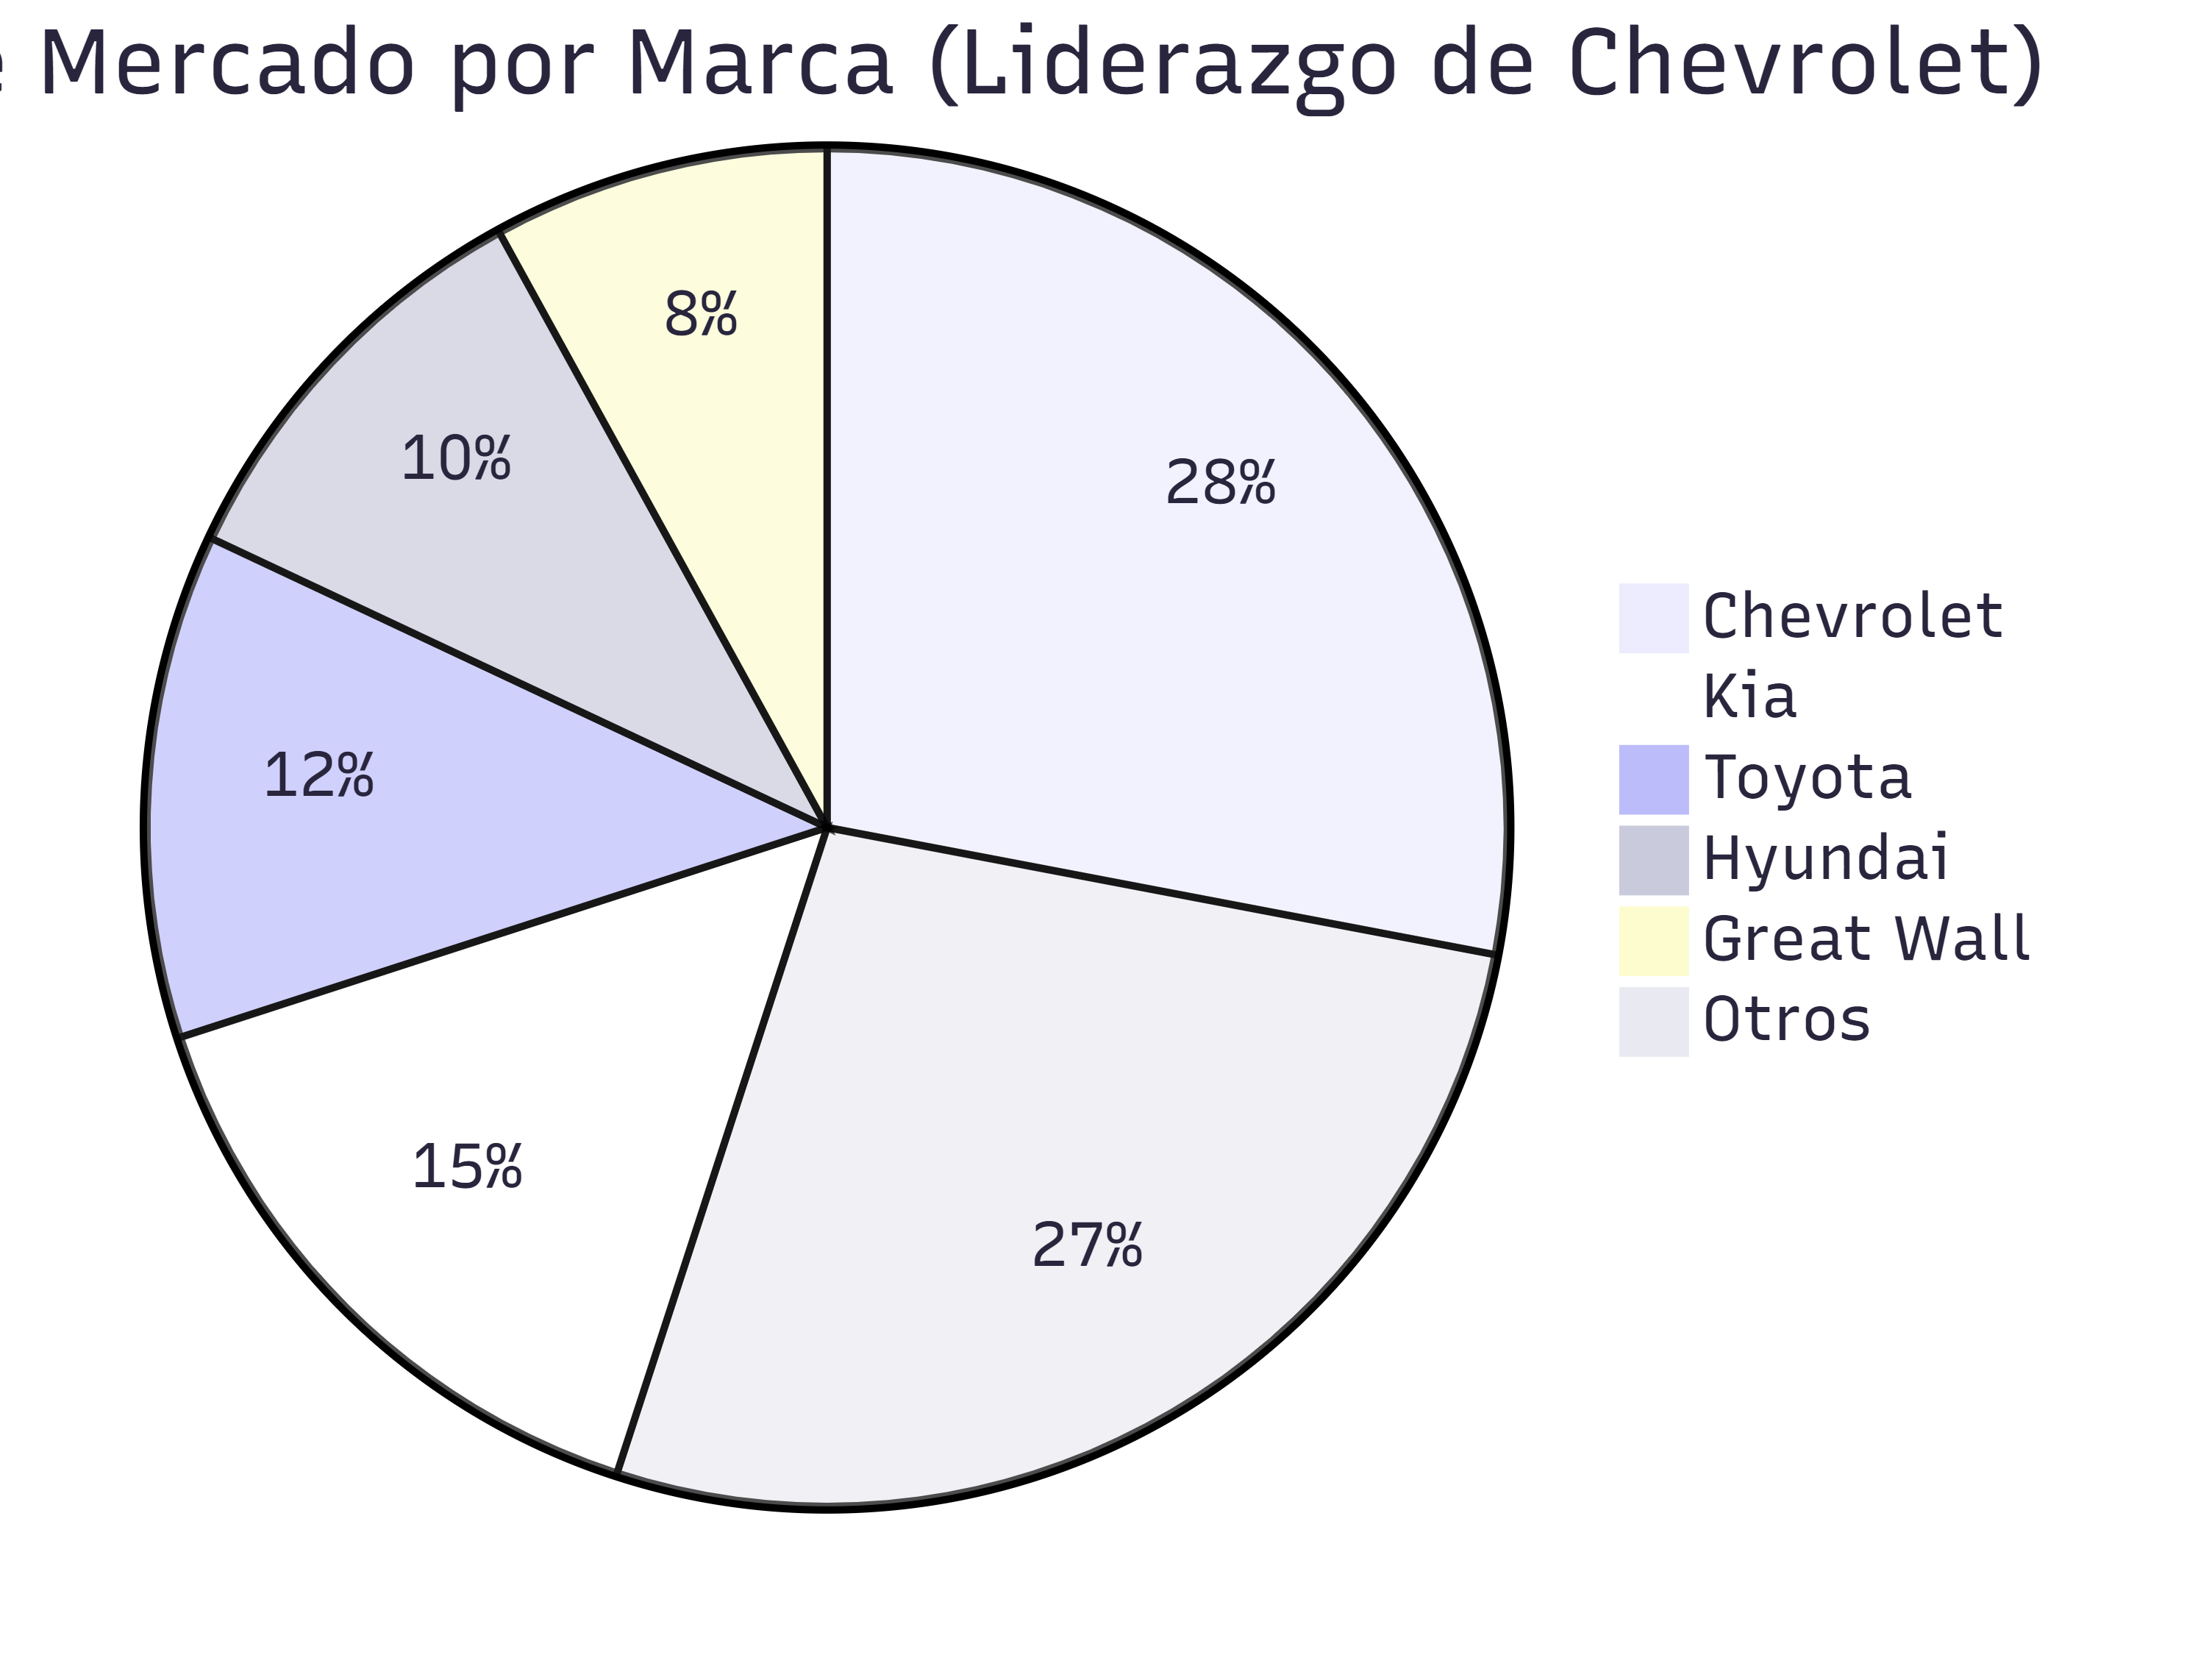 Mercado por Marca (Liderazgo de Chevrolet)
8%
28%
10%
12%
15%
27%
Chevrolet
Kia
Toyota
Hyundai
Great Wall
Otros